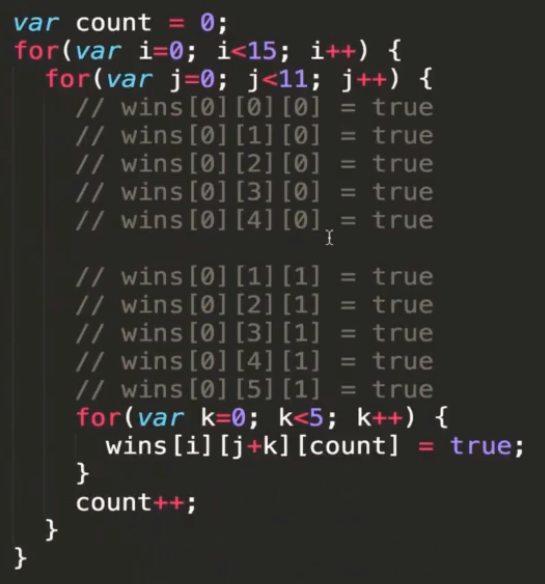 var count = 0;
for(var i=0; i<15; i++) {
for(var j=0; j<11; j++) {
// wins[0][0][0] = true
// wins[0][1][0] = true
// wins[0][2][0] = true
// wins[0][3][0] = true
// wins[0][4][0] = true
// wins[0][1][1] = true
// wins[0][2][1] = true
// wins[0][3][1] = true
// wins[0][4][1] = true
// wins[0][5][1] = true
for(var k=0; k<5; k++) {
wins[i][j+k][count] = true;
}
count++;
}
}